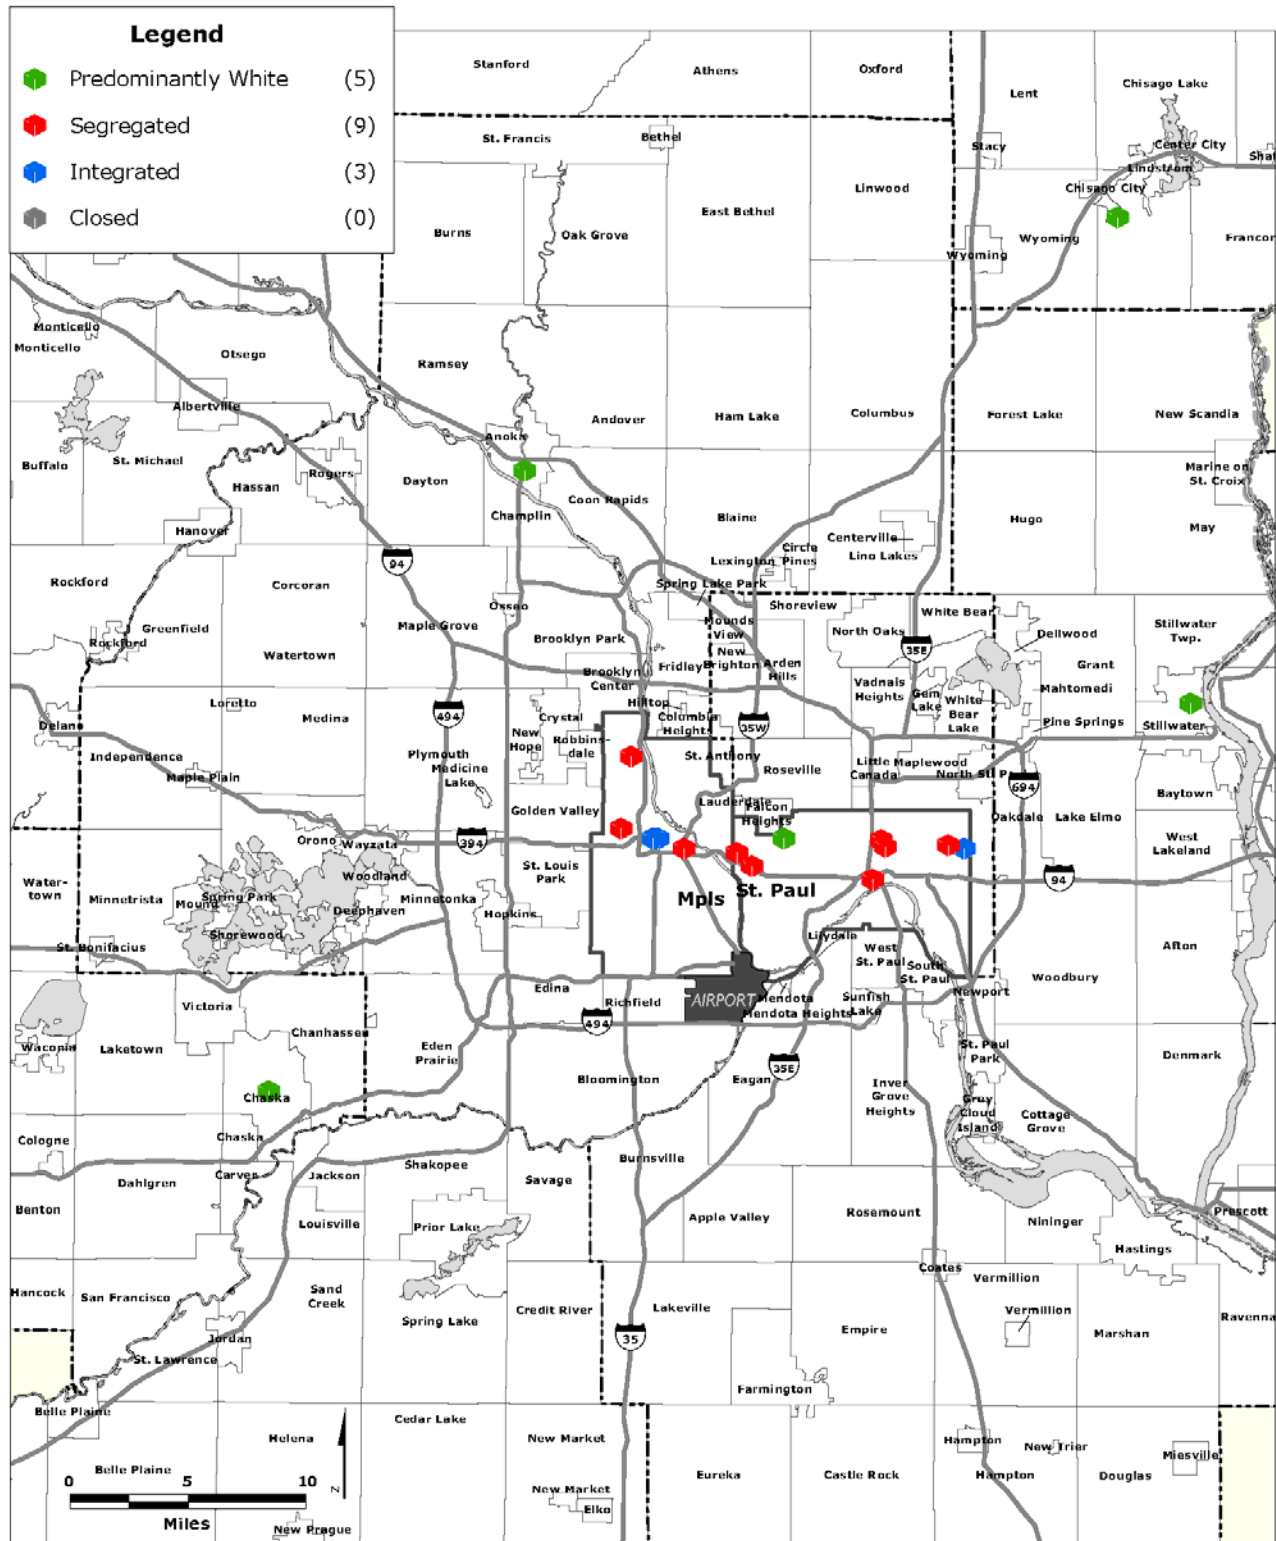 Legend
Predominantly White (5)
Segregated (9)
Integrated (3)
Closed (0)
Stanford
Athens
Oxford
Lent
Chisago Lake
St. Francis
Bethel
Stacy
Center City
Lindstrom
Chisago City
Linwood
East Bethel
Burns
Oak Grove
Wyoming
Wyoming
Monticello
Monticello
Otsego
Ramsey
Albertville
Andover
Ham Lake
Columbus
Forest Lake
New Scandia
Anoka
Buffalo
St. Michael
Rogers
Hassan
Dayton
Coon Rapids
Marine on
St. Croix
Champlin
Blaine
Hugo
May
Hanover
Centerville
Lino Lakes
Circle
Pines
Lexington
94
Rockford
Corcoran
Spring Lake Park
Osseo
Shoreview
White Bear
Greenfield
Rockford
Maple Grove
Brooklyn Park
Mounds
View
North Oaks
Dellwood
Stillwater
Twp.
Watertown
New
Brighton
Arden
Hills
35E
Brooklyn
Center
Fridley
Grant
Vadnais
Heights
Gem
Lake
White
Bear
Lake
Mahtomedi
Loretto
Medina
494
Hilltop
Columbia
Heights
35W
Crystal
New
Hope
Robbins-
dale
Pine Springs
Stillwater
Delano
Independence
Plymouth
Medicine
Lake
St. Anthony
Roseville
Little
Canada
Maplewood
Maple Plain
694
Baytown
Golden Valley
Lauderdale
Falcon
Heights
Oakdale
Lake Elmo
Orono
Wayzata
394
West
Lakeland
St. Louis
Park
Woodland
94
Water-
town
Minnetrista
Mound
Spring Park
Deephaven
Minnetonka
Hopkins
Mpls
St. Paul
Shorewood
St. Bonifacius
Lilydale
West
St. Paul
South
St. Paul
Afton
Woodbury
Edina
Richfield
AIRPORT
Mendota
Mendota Heights
Sunfish
Lake
Newport
Victoria
Chanhassen
494
Waconia
Laketown
Eden
Prairie
St. Paul
Park
Denmark
Bloomington
Eagan
35E
Inver
Grove
Heights
Chaska
Grey
Cloud
Island
Cottage
Grove
Cologne
Chaska
Burnsville
Carver
Jackson
Shakopee
Savage
Dahlgren
Benton
Louisville
Prior Lake
Apple Valley
Rosemount
Nininger
Prescott
Hastings
Coates
Vermillion
Hancock
San Francisco
Sand
Creek
Spring Lake
Credit River
Lakeville
Vermillion
Empire
Marshan
Ravenna
35
Jordan
St. Lawrence
Farmington
Belle Plaine
Cedar Lake
Helena
New Market
Hampton
New Trier
Miesville
Belle Plaine
Eureka
Castle Rock
Hampton
Douglas
0 5 10
Miles
N
New Market
Elko
New Prague